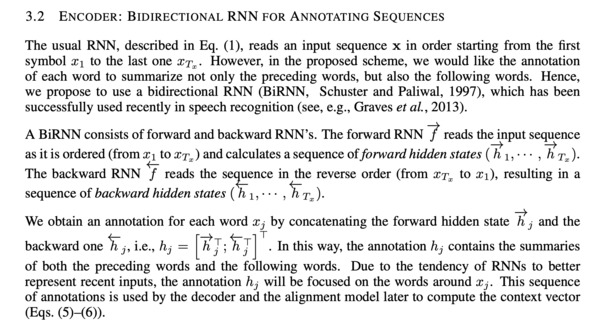 3.2 ENCODER: BIDIRECTIONAL RNN FOR ANNOTATING SEQUENCES
The usual RNN, described in Eq. (1), reads an input sequence x in order starting from the first
symbol x₁ to the last one x_{T_x}. However, in the proposed scheme, we would like the annotation
of each word to summarize not only the preceding words, but also the following words. Hence,
we propose to use a bidirectional RNN (BiRNN, Schuster and Paliwal, 1997), which has been
successfully used recently in speech recognition (see, e.g., Graves et al., 2013).
A BiRNN consists of forward and backward RNN's. The forward RNN $\overrightarrow{f}$ reads the input sequence
as it is ordered (from x₁ to x_{T_x}) and calculates a sequence of forward hidden states ($\overrightarrow{h}_1, \cdots, \overrightarrow{h}_{T_x}$).
The backward RNN $\overleftarrow{f}$ reads the sequence in the reverse order (from x_{T_x} to x₁), resulting in a
sequence of backward hidden states ($\overleftarrow{h}_1, \cdots, \overleftarrow{h}_{T_x}$).
We obtain an annotation for each word x_j by concatenating the forward hidden state $\overrightarrow{h}_j$ and the
backward one $\overleftarrow{h}_j$, i.e., $h_j = \left[\overrightarrow{h}_j^\top; \overleftarrow{h}_j^\top\right]^\top$. In this way, the annotation h_j contains the summaries
of both the preceding words and the following words. Due to the tendency of RNNs to better
represent recent inputs, the annotation h_j will be focused on the words around x_j. This sequence
of annotations is used by the decoder and the alignment model later to compute the context vector
(Eqs. (5)–(6)).